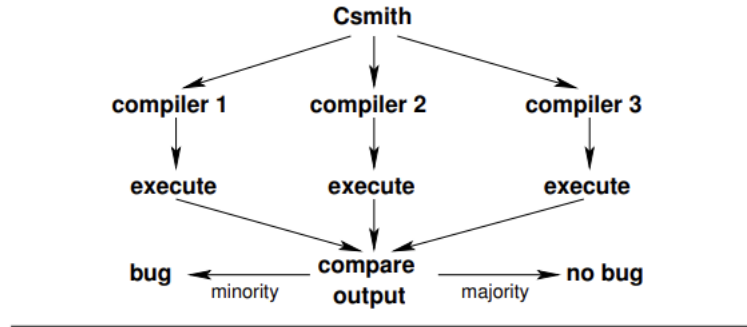 Csmith
compiler 1 compiler 2 compiler 3
execute execute execute
bug minority compare output majority no bug